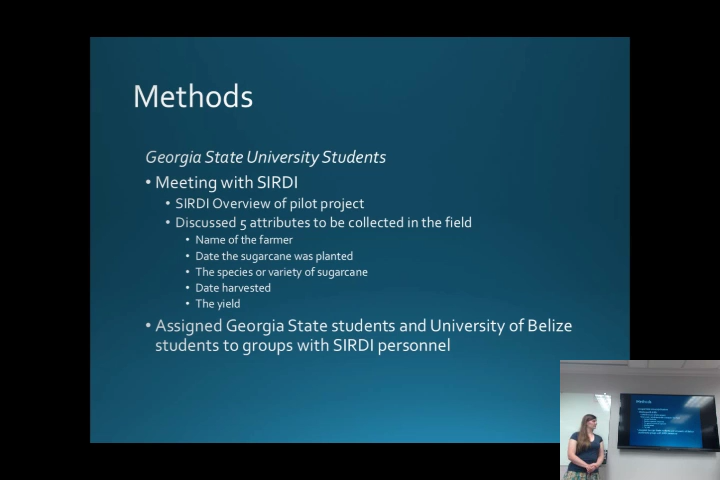 Methods
Georgia State University Students
• Meeting with SIRDI
• SIRDI Overview of pilot project
• Discussed 5 attributes to be collected in the field
• Name of the farmer
• Date the sugarcane was planted
• The species or variety of sugarcane
• Date harvested
• The yield
• Assigned Georgia State students and University of Belize
students to groups with SIRDI personnel
Methods